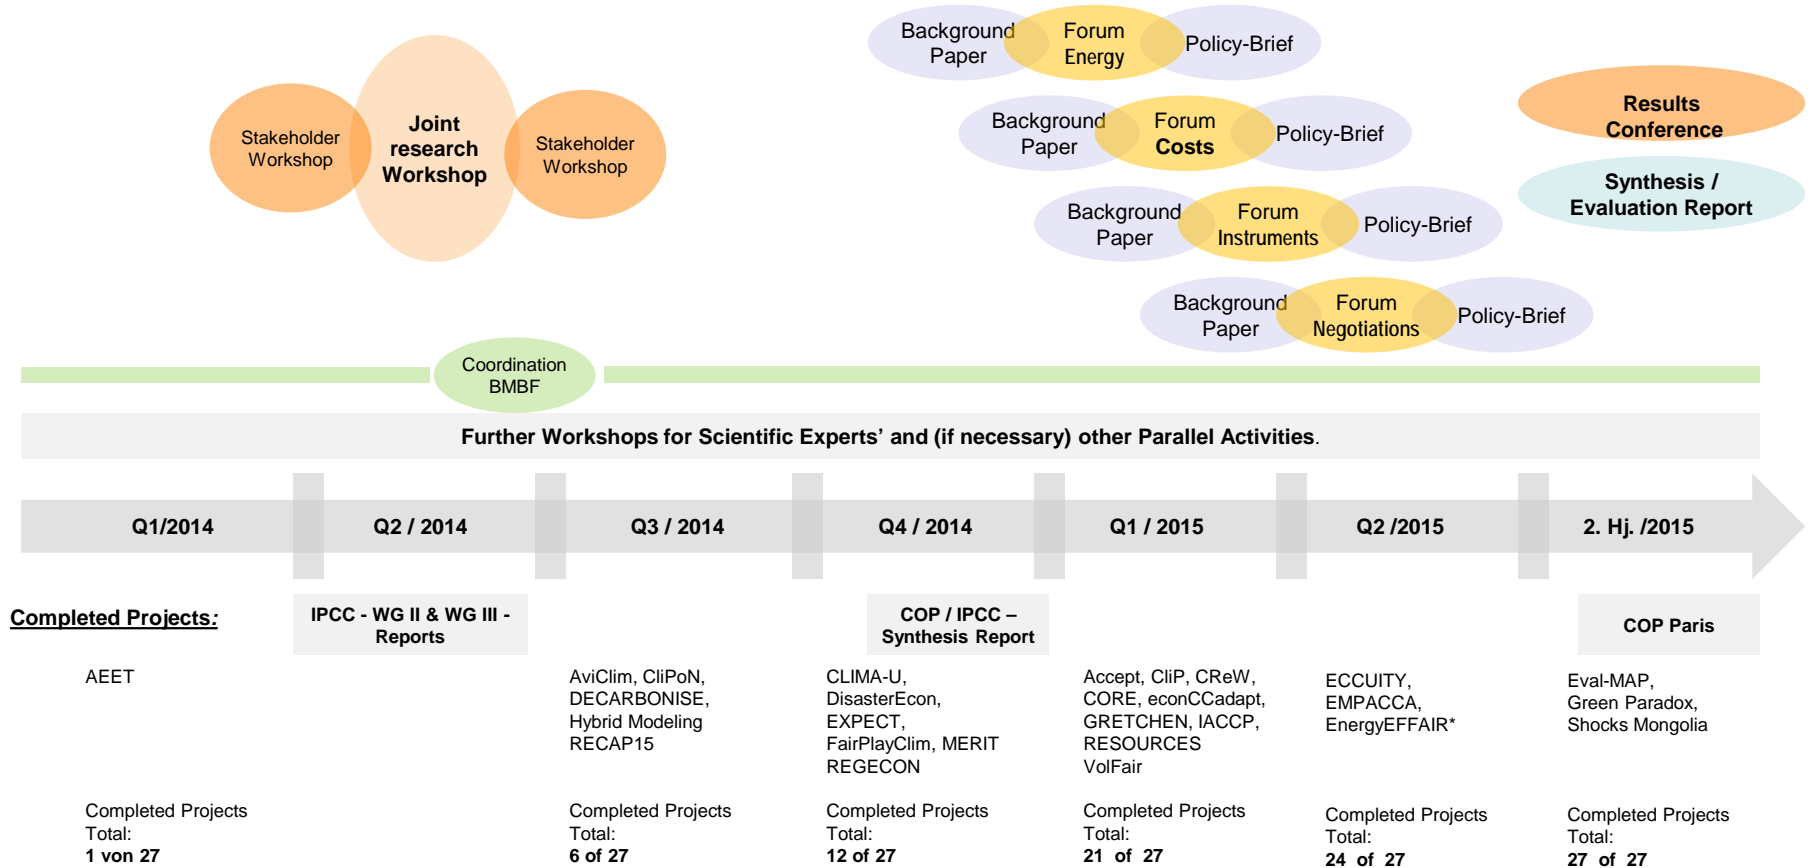 Stakeholder
Workshop
Joint
research
Workshop
Stakeholder
Workshop
Background
Paper
Forum
Energy
Policy-Brief
Background
Paper
Forum
Costs
Policy-Brief
Background
Paper
Forum
Instruments
Policy-Brief
Background
Paper
Forum
Negotiations
Policy-Brief
Results
Conference
Synthesis /
Evaluation Report
Coordination
BMBF
Further Workshops for Scientific Experts’ and (if necessary) other Parallel Activities.
Q1/2014
Q2 / 2014
Q3 / 2014
Q4 / 2014
Q1 / 2015
Q2 /2015
2. Hj. /2015
Completed Projects:
IPCC - WG II & WG III -
Reports
COP / IPCC –
Synthesis Report
COP Paris
AEET
AviClim, CliPoN,
DECARBONISE,
Hybrid Modeling
RECAP15
CLIMA-U,
DisasterEcon,
EXPECT,
FairPlayClim, MERIT
REGECON
Accept, CliP, CReW,
CORE, econCCadapt,
GRETCHEN, IACCP,
RESOURCES
VolFair
ECCUITY,
EMPACCA,
EnergyEFFAIR*
Eval-MAP,
Green Paradox,
Shocks Mongolia
Completed Projects
Total:
1 von 27
Completed Projects
Total:
6 of 27
Completed Projects
Total:
12 of 27
Completed Projects
Total:
21 of 27
Completed Projects
Total:
24 of 27
Completed Projects
Total:
27 of 27